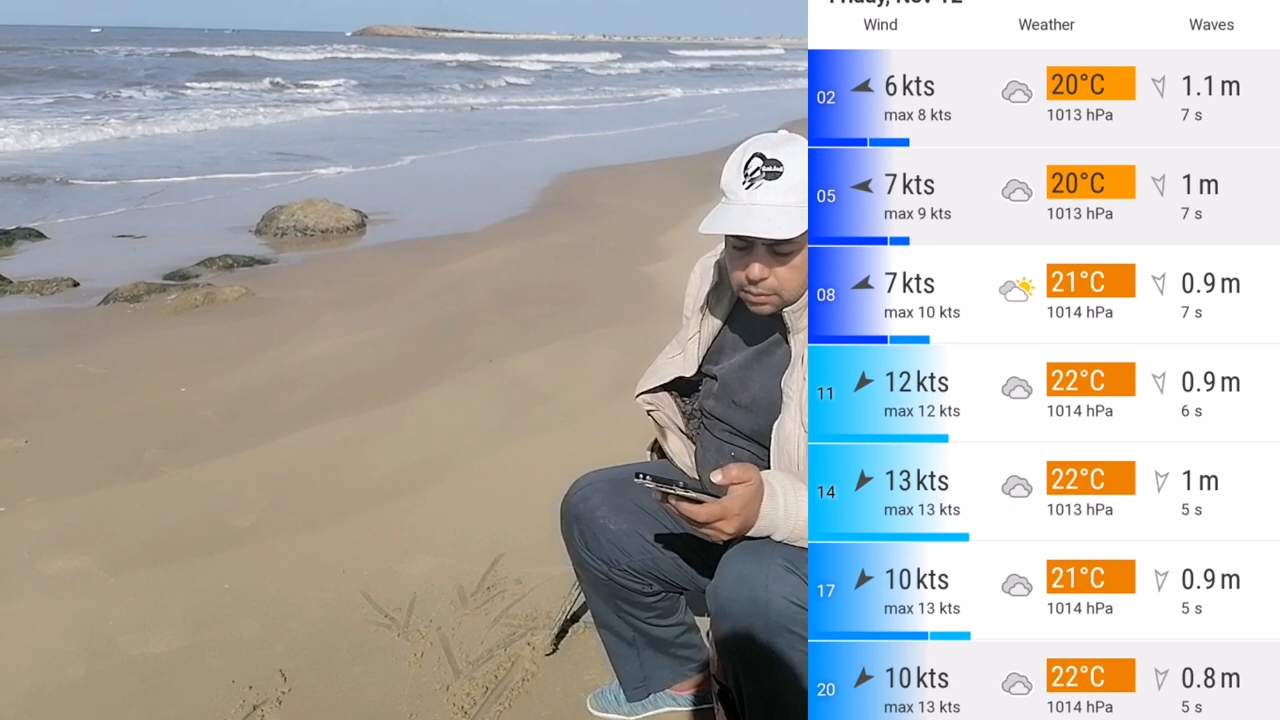 Friday, Nov 12
Wind Weather Waves
02 6 kts 20°C 1.1 m
max 8 kts 1013 hPa 7 s
05 7 kts 20°C 1 m
max 9 kts 1013 hPa 7 s
08 7 kts 21°C 0.9 m
max 10 kts 1014 hPa 7 s
11 12 kts 22°C 0.9 m
max 12 kts 1014 hPa 6 s
14 13 kts 22°C 1 m
max 13 kts 1013 hPa 5 s
17 10 kts 21°C 0.9 m
max 13 kts 1014 hPa 5 s
20 10 kts 22°C 0.8 m
max 13 kts 1014 hPa 5 s